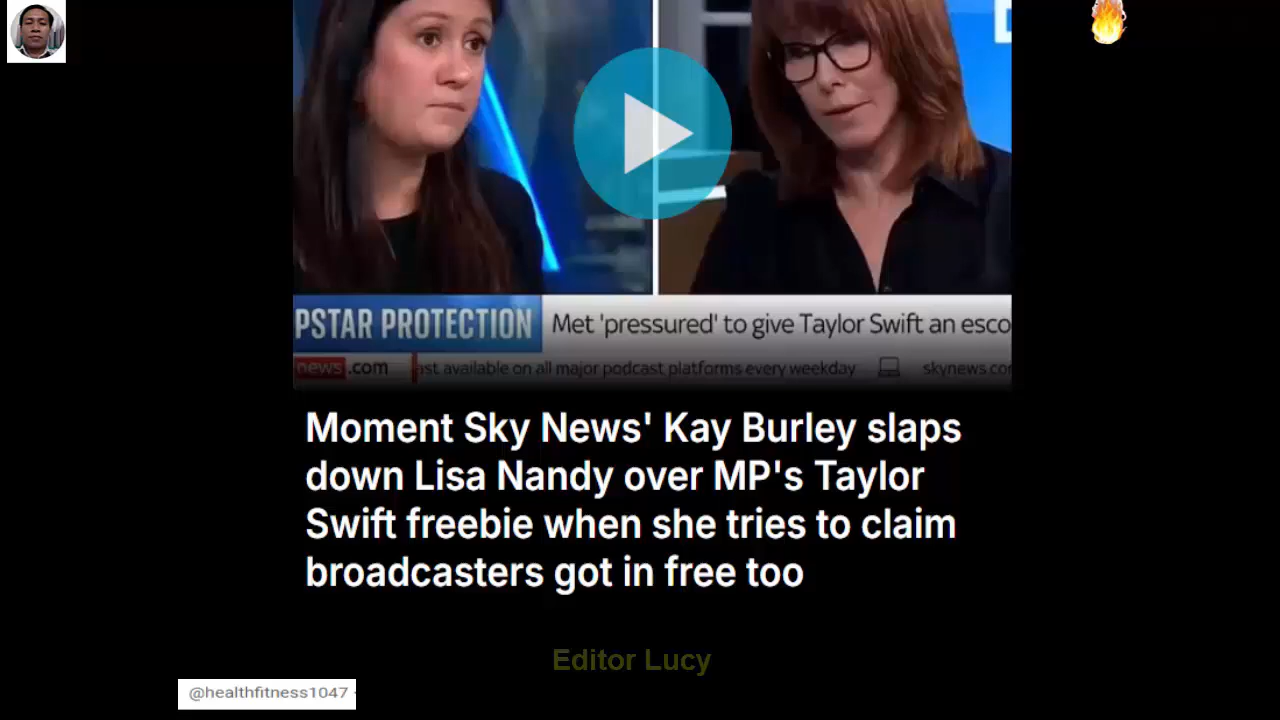 PSTAR PROTECTION
Met 'pressured' to give Taylor Swift an esco
news.com
ast available on all major podcast platforms every weekday
skynews.cor
Moment Sky News' Kay Burley slaps
down Lisa Nandy over MP's Taylor
Swift freebie when she tries to claim
broadcasters got in free too
Editor Lucy
@healthfitness1047